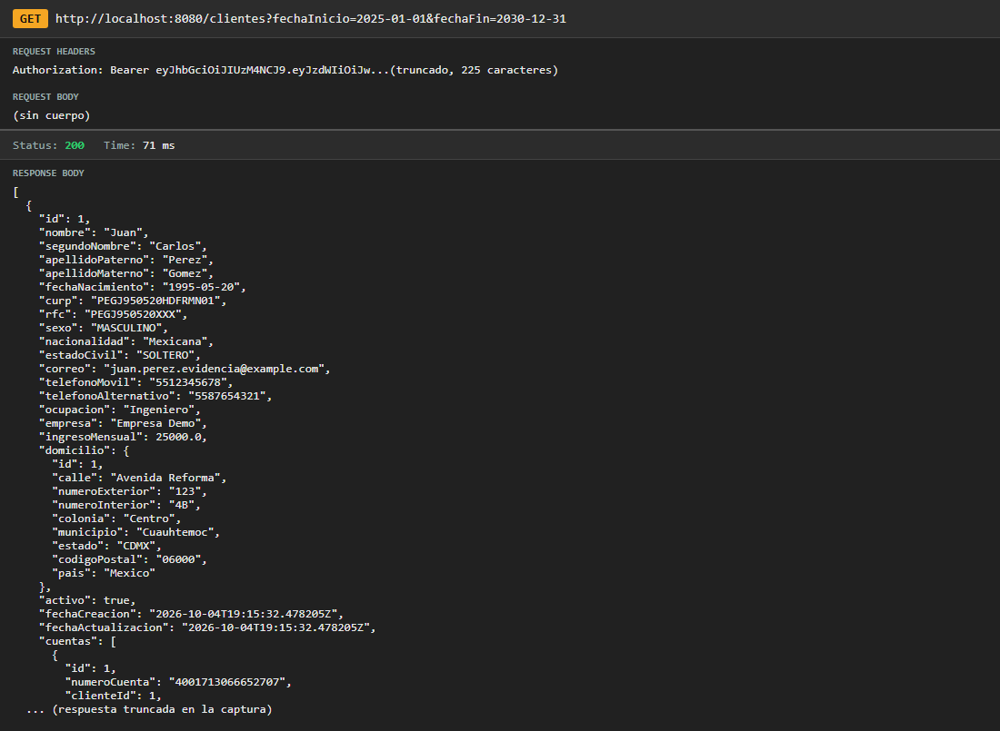 GET http://localhost:8080/clientes?fechaInicio=2025-01-01&fechaFin=2030-12-31
REQUEST HEADERS
Authorization: Bearer eyJhbGciOiJIUzM4NCJ9.eyJzdWIiOiJw...(truncado, 225 caracteres)
REQUEST BODY
(sin cuerpo)
Status: 200 Time: 71 ms
RESPONSE BODY
[
{
"id": 1,
"nombre": "Juan",
"segundoNombre": "Carlos",
"apellidoPaterno": "Perez",
"apellidoMaterno": "Gomez",
"fechaNacimiento": "1995-05-20",
"curp": "PEGJ950520HDFRMN01",
"rfc": "PEGJ950520XXX",
"sexo": "MASCULINO",
"nacionalidad": "Mexicana",
"estadoCivil": "SOLTERO",
"correo": "juan.perez.evidencia@example.com",
"telefonoMovil": "5512345678",
"telefonoAlternativo": "5587654321",
"ocupacion": "Ingeniero",
"empresa": "Empresa Demo",
"ingresoMensual": 25000.0,
"domicilio": {
"id": 1,
"calle": "Avenida Reforma",
"numeroExterior": "123",
"numeroInterior": "4B",
"colonia": "Centro",
"municipio": "Cuauhtemoc",
"estado": "CDMX",
"codigoPostal": "06000",
"pais": "Mexico"
},
"activo": true,
"fechaCreacion": "2026-10-04T19:15:32.478205Z",
"fechaActualizacion": "2026-10-04T19:15:32.478205Z",
"cuentas": [
{
"id": 1,
"numeroCuenta": "4001713066652707",
"clienteId": 1,
... (respuesta truncada en la captura)